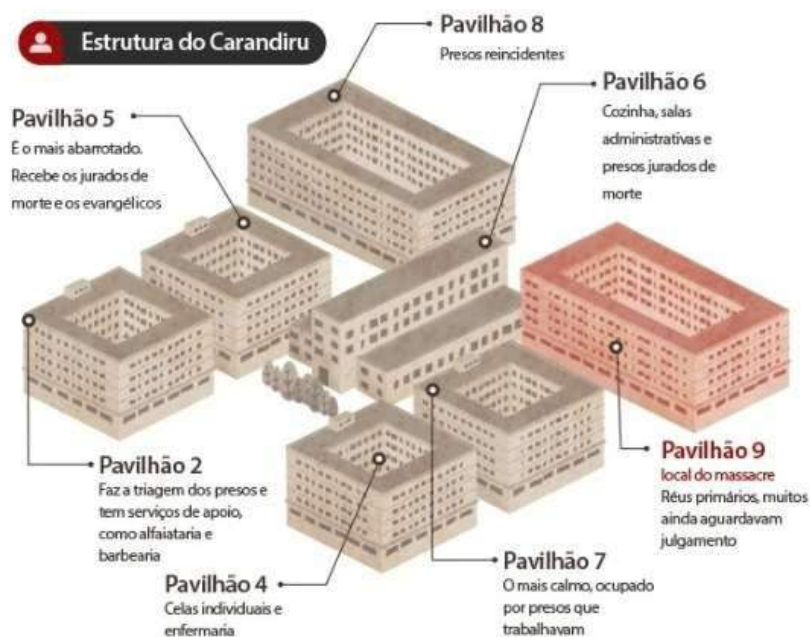 Estrutura do Carandiru
Pavilhão 8
Presos reincidentes
Pavilhão 6
Cozinha, salas
administrativas e
presos jurados de
morte
Pavilhão 5
É o mais abarrotado.
Recebe os jurados de
morte e os evangélicos
Pavilhão 2
Faz a triagem dos presos e
tem serviços de apoio,
como alfaiataria e
barbearia
Pavilhão 4
Celas individuais e
enfermaria
Pavilhão 7
O mais calmo, ocupado
por presos que
trabalhavam
Pavilhão 9
local do massacre
Réus primários, muitos
ainda aguardavam
julgamento